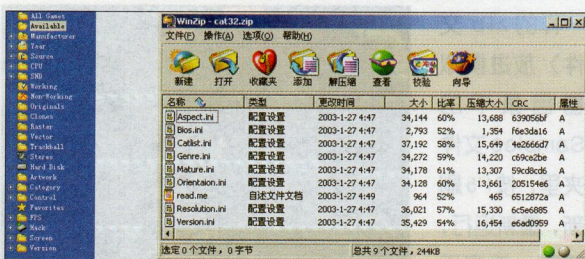 All Games
Available
Manufacturer
Year
Source
CPU
SND
Working
Non-Working
Originals
Clones
Raster
Vector
Trackball
Stereo
Hard Disk
Artwork
Category
Control
Favorites
FPS
Hack
Screen
Version
WinZip - cat32.zip
文件(F) 操作(A) 选项(O) 帮助(H)
新建 打开 收藏夹 添加 解压缩 查看 校验 向导
名称 类型 更改时间 大小 比率 压缩大小 CRC 属性
Aspect.ini 配置设置 2003-1-27 4:47 34,144 60% 13,688 639056bf A
Bios.ini 配置设置 2003-1-27 4:47 2,793 52% 1,354 f6e3da16 A
Catlist.ini 配置设置 2003-1-27 4:47 37,192 58% 15,649 4e2666d7 A
Genre.ini 配置设置 2003-1-27 4:47 34,272 59% 14,220 c69ce2be A
Mature.ini 配置设置 2003-1-27 4:47 34,178 61% 13,307 59cd8cd6 A
Orientaion.ini 配置设置 2003-1-27 4:47 34,128 60% 13,661 205154e6 A
read.me 自述文件文档 2003-1-27 4:49 964 52% 465 6512872a A
Resolution.ini 配置设置 2003-1-27 4:47 36,021 57% 15,330 6c5e6885 A
Version.ini 配置设置 2003-1-27 4:47 35,429 54% 16,454 e6ad0959 A
选定 0 个文件，0 字节 总共 9 个文件，244KB